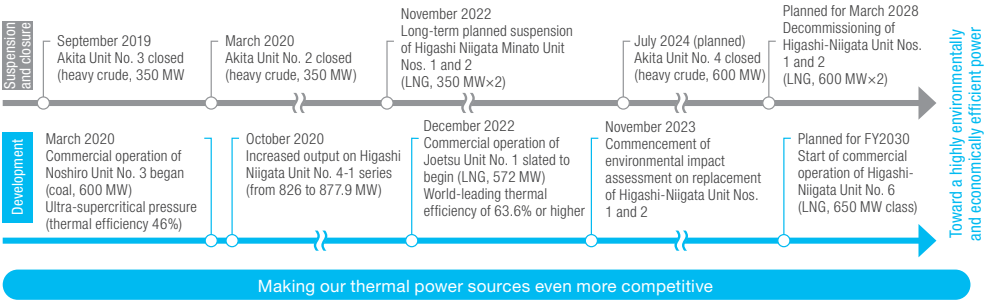 Suspension
and closure
September 2019
Akita Unit No. 3 closed
(heavy crude, 350 MW)
March 2020
Akita Unit No. 2 closed
(heavy crude, 350 MW)
November 2022
Long-term planned suspension
of Higashi Niigata Minato Unit
Nos. 1 and 2
(LNG, 350 MW×2)
July 2024 (planned)
Akita Unit No. 4 closed
(heavy crude, 600 MW)
Planned for March 2028
Decommissioning of
Higashi-Niigata Unit Nos.
1 and 2
(LNG, 600 MW×2)
Development
March 2020
Commercial operation of
Noshiro Unit No. 3 began
(coal, 600 MW)
Ultra-supercritical pressure
(thermal efficiency 46%)
October 2020
Increased output on Higashi
Niigata Unit No. 4-1 series
(from 826 to 877.9 MW)
December 2022
Commercial operation of
Joetsu Unit No. 1 slated to
begin (LNG, 572 MW)
World-leading thermal
efficiency of 63.6% or higher
November 2023
Commencement of
environmental impact
assessment on replacement
of Higashi-Niigata Unit Nos.
1 and 2
Planned for FY2030
Start of commercial
operation of Higashi-
Niigata Unit No. 6
(LNG, 650 MW class)
Toward a highly environmentally
and economically efficient power
Making our thermal power sources even more competitive